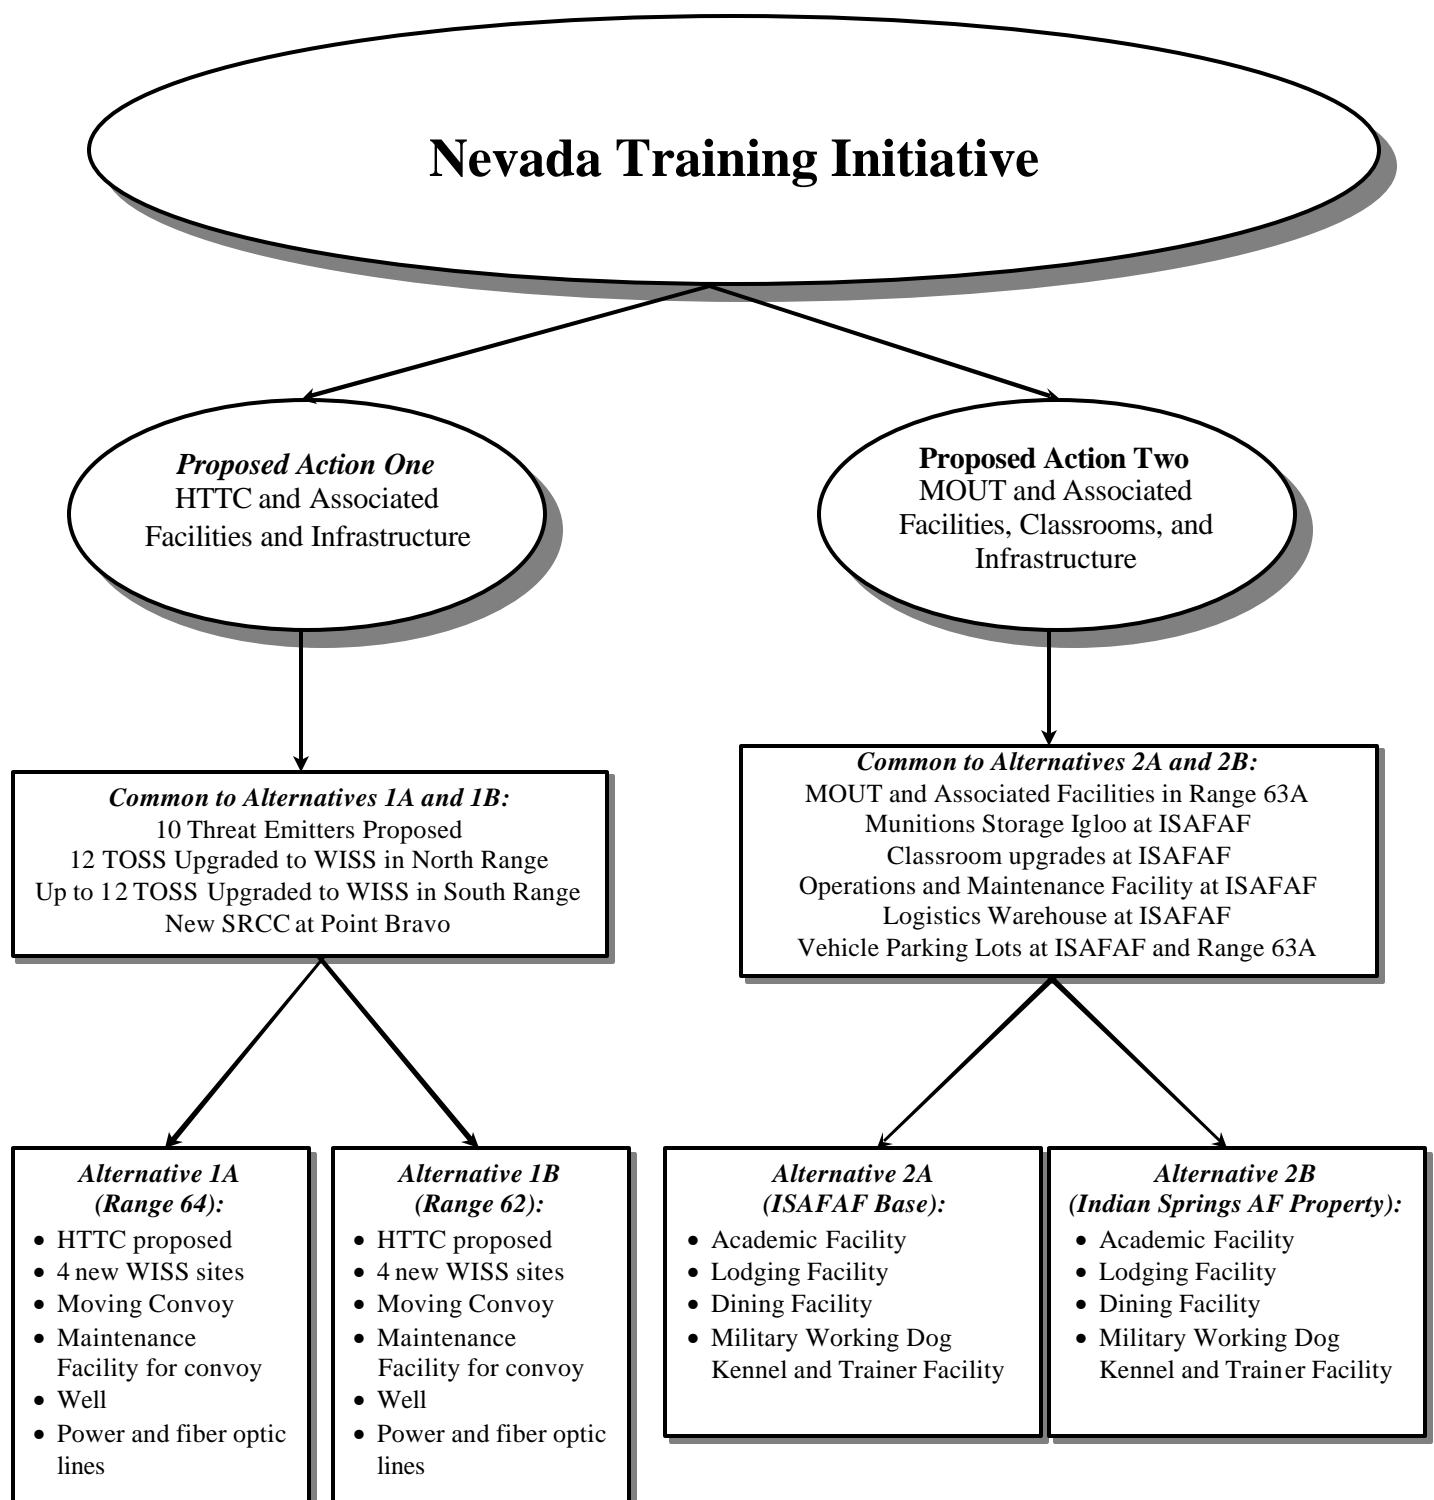 Nevada Training Initiative
Proposed Action One
HTTC and Associated
Facilities and Infrastructure
Proposed Action Two
MOUT and Associated
Facilities, Classrooms, and
Infrastructure
Common to Alternatives 1A and 1B:
10 Threat Emitters Proposed
12 TOSS Upgraded to WISS in North Range
Up to 12 TOSS Upgraded to WISS in South Range
New SRCC at Point Bravo
Common to Alternatives 2A and 2B:
MOUT and Associated Facilities in Range 63A
Munitions Storage Igloo at ISAFAF
Classroom upgrades at ISAFAF
Operations and Maintenance Facility at ISAFAF
Logistics Warehouse at ISAFAF
Vehicle Parking Lots at ISAFAF and Range 63A
Alternative 1A
(Range 64):
• HTTC proposed
• 4 new WISS sites
• Moving Convoy
• Maintenance
Facility for convoy
• Well
• Power and fiber optic
lines
Alternative 1B
(Range 62):
• HTTC proposed
• 4 new WISS sites
• Moving Convoy
• Maintenance
Facility for convoy
• Well
• Power and fiber optic
lines
Alternative 2A
(ISAFAF Base):
• Academic Facility
• Lodging Facility
• Dining Facility
• Military Working Dog
Kennel and Trainer Facility
Alternative 2B
(Indian Springs AF Property):
• Academic Facility
• Lodging Facility
• Dining Facility
• Military Working Dog
Kennel and Trainer Facility